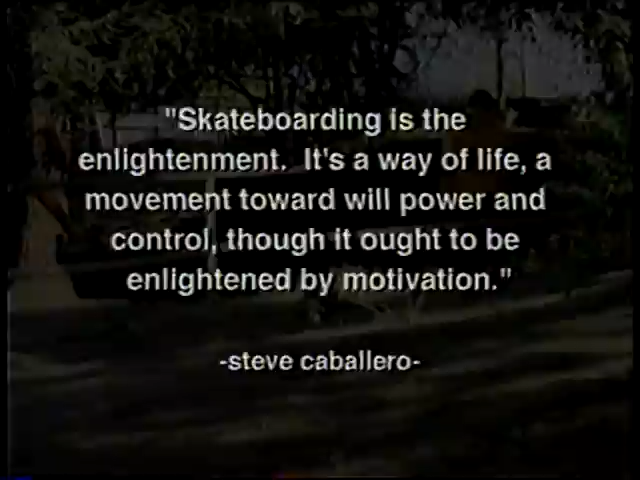 "Skateboarding is the
enlightenment.  It's a way of life, a
movement toward will power and
control, though it ought to be
enlightened by motivation."
-steve caballero-